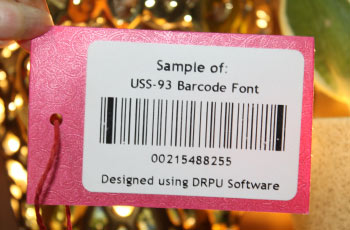 Sample of:
USS-93 Barcode Font
00215488255
Designed using DRPU Software